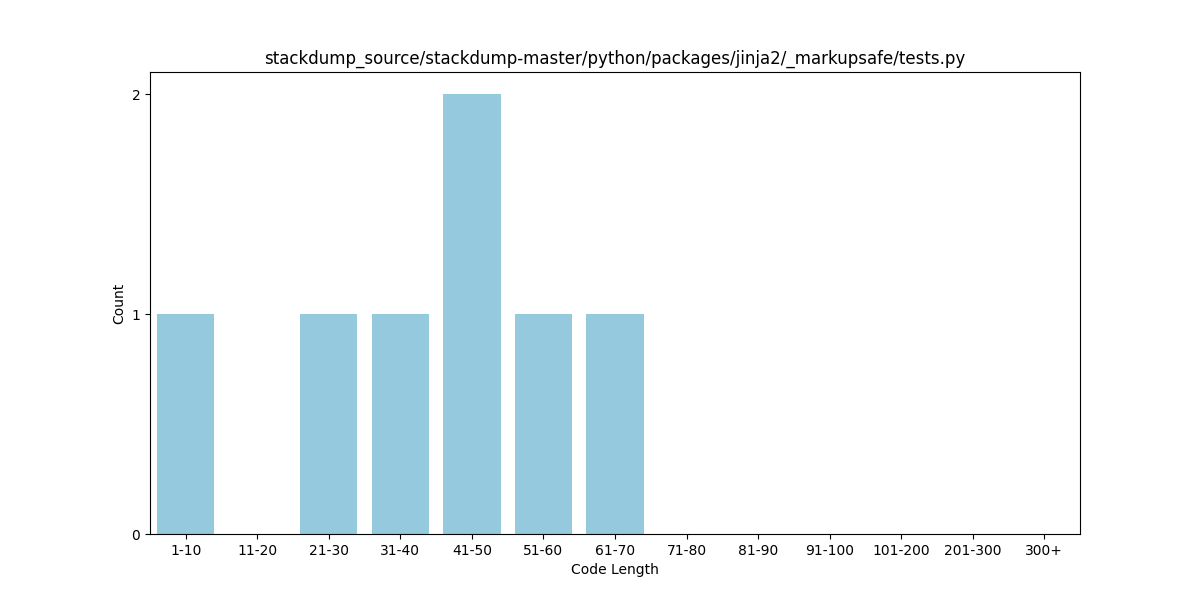 stackdump_source/stackdump-master/python/packages/jinja2/_markupsafe/tests.py
Count
2
1
0
1-10 11-20 21-30 31-40 41-50 51-60 61-70 71-80 81-90 91-100 101-200 201-300 300+
Code Length